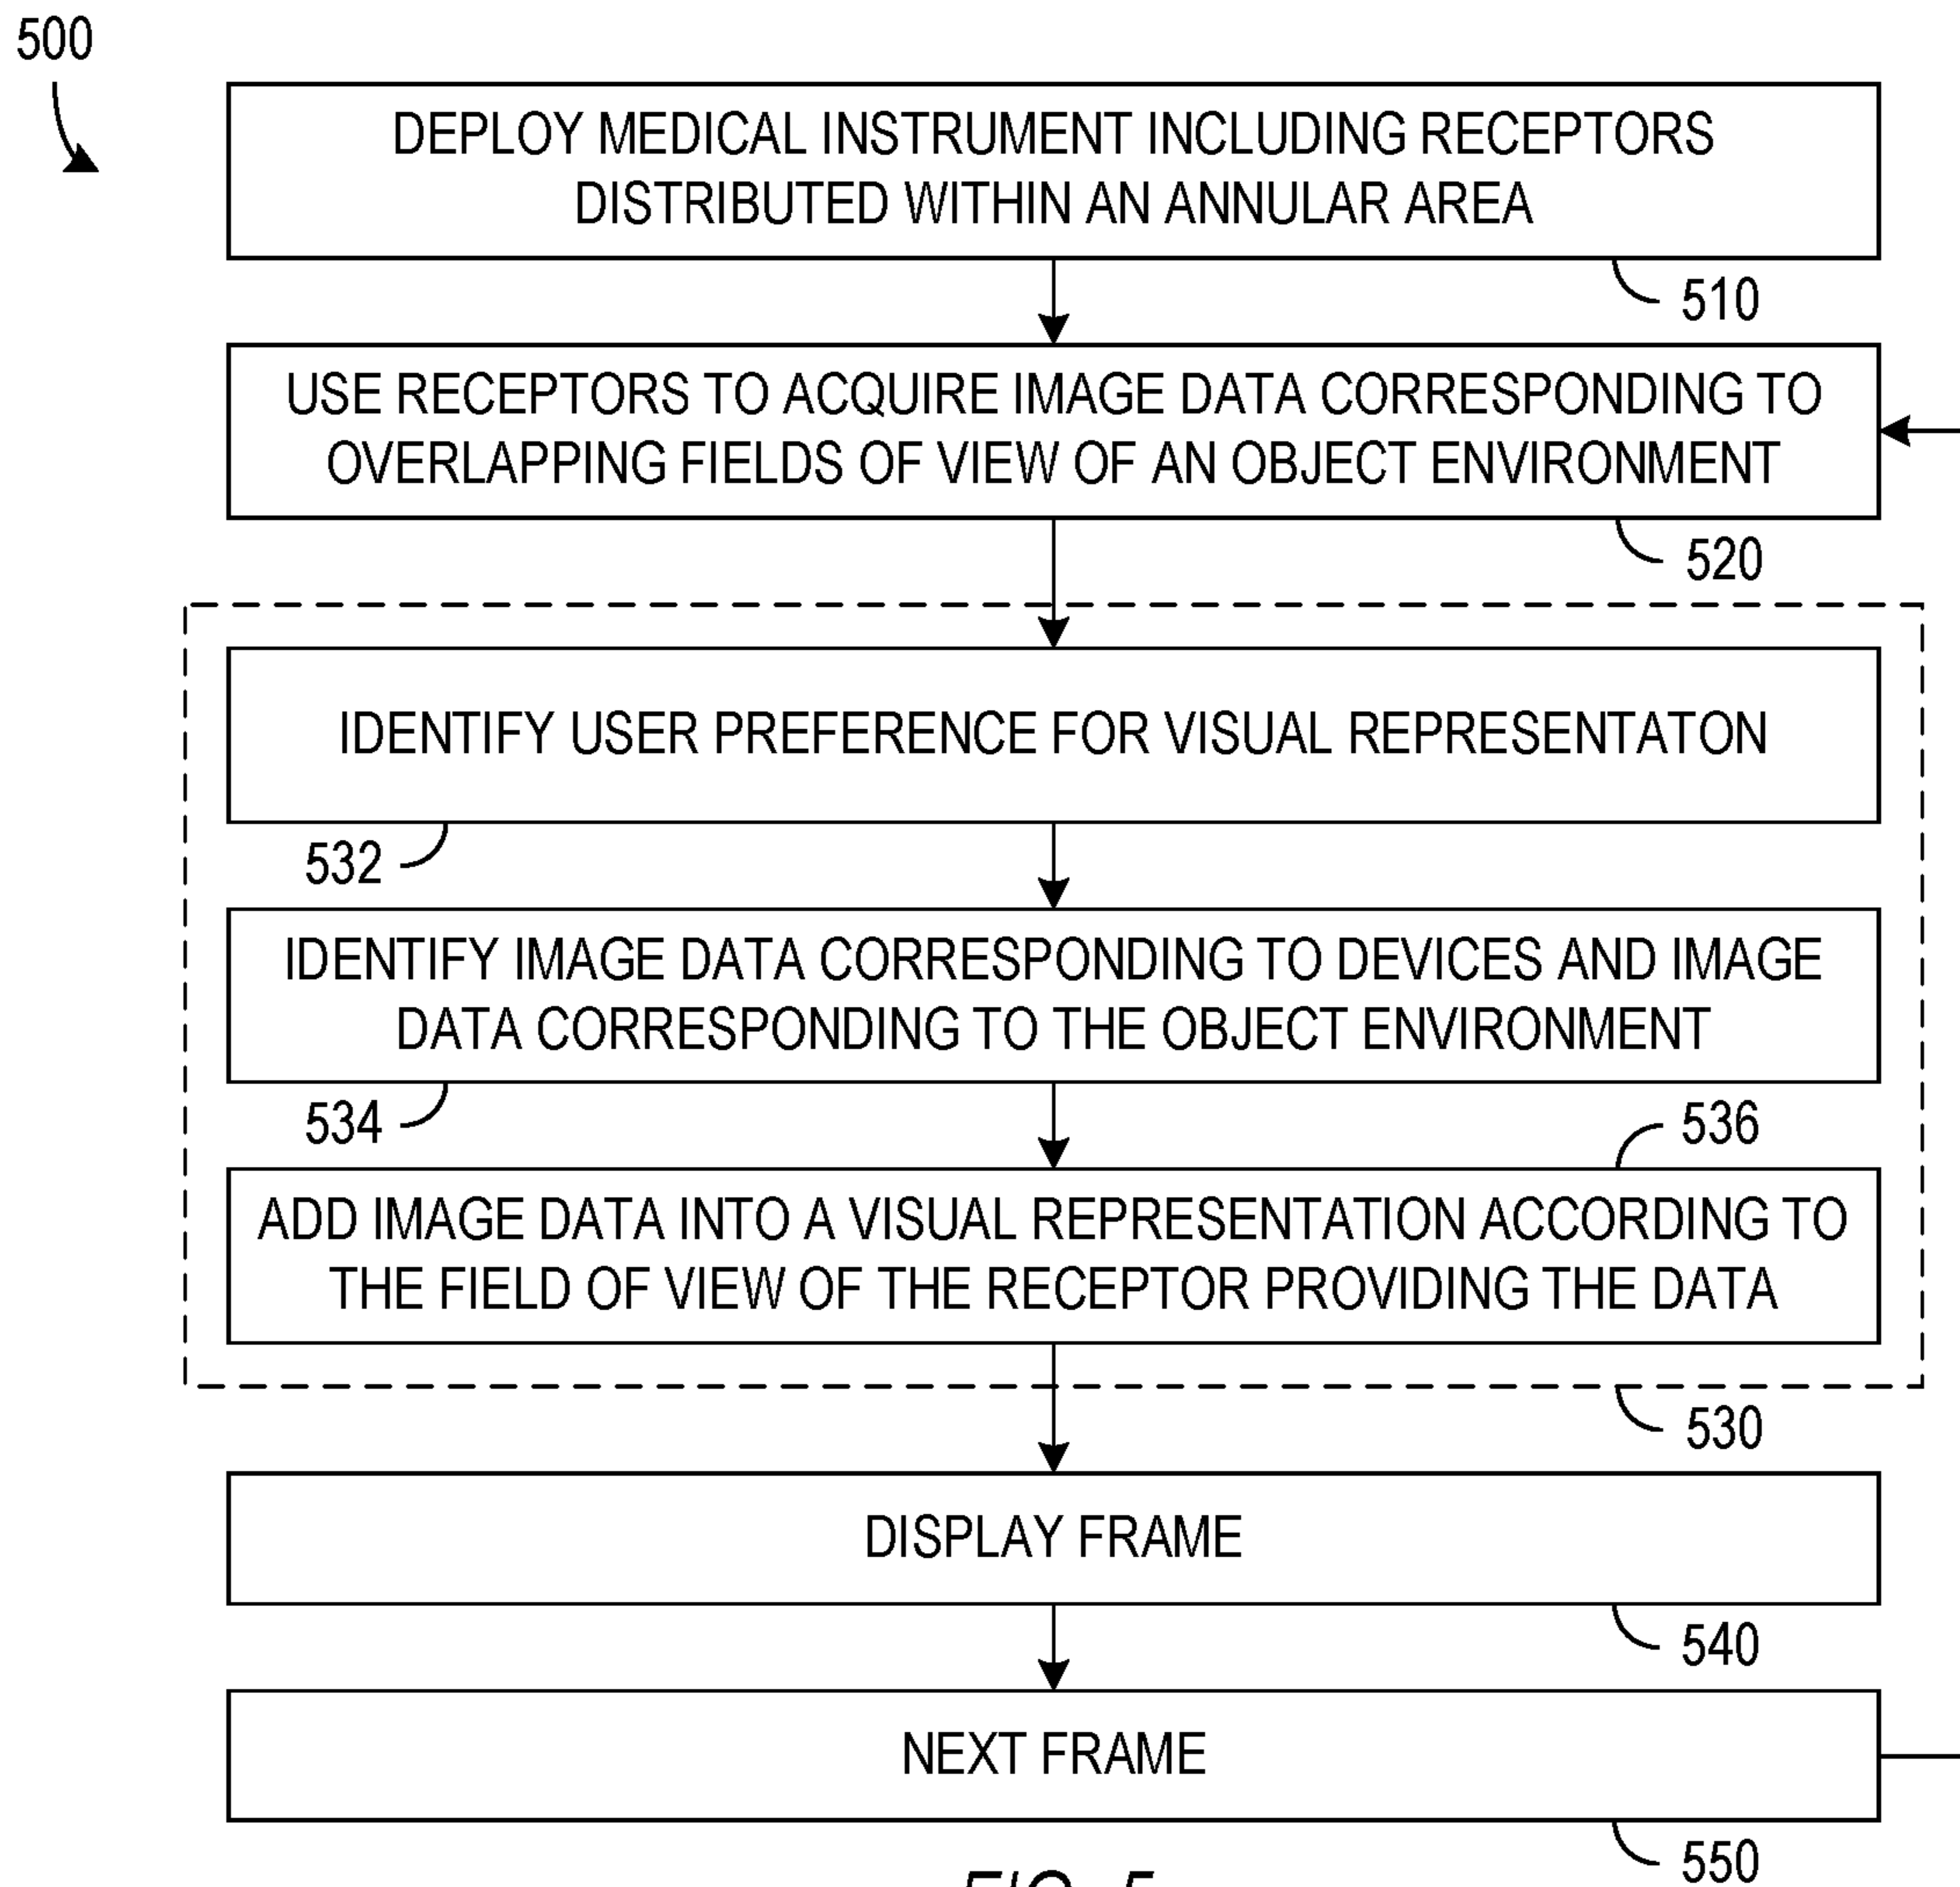 500
DEPLOY MEDICAL INSTRUMENT INCLUDING RECEPTORS
DISTRIBUTED WITHIN AN ANNULAR AREA
510
USE RECEPTORS TO ACQUIRE IMAGE DATA CORRESPONDING TO
OVERLAPPING FIELDS OF VIEW OF AN OBJECT ENVIRONMENT
520
IDENTIFY USER PREFERENCE FOR VISUAL REPRESENTATON
532
IDENTIFY IMAGE DATA CORRESPONDING TO DEVICES AND IMAGE
DATA CORRESPONDING TO THE OBJECT ENVIRONMENT
534
536
ADD IMAGE DATA INTO A VISUAL REPRESENTATION ACCORDING TO
THE FIELD OF VIEW OF THE RECEPTOR PROVIDING THE DATA
530
DISPLAY FRAME
540
NEXT FRAME
550